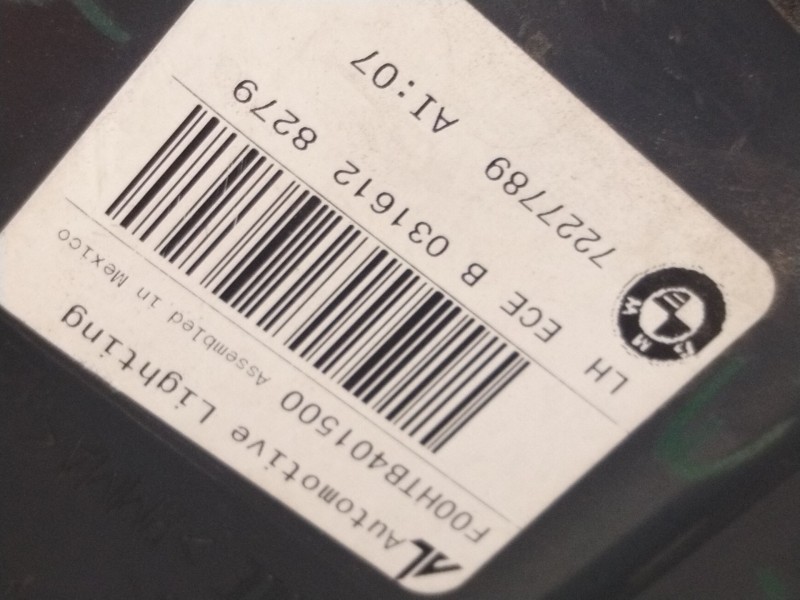 BMW
7227789 AI:07
LH ECE B 031612 8279
F00HTB401500 Assembled in Mexico
AL Automotive Lighting